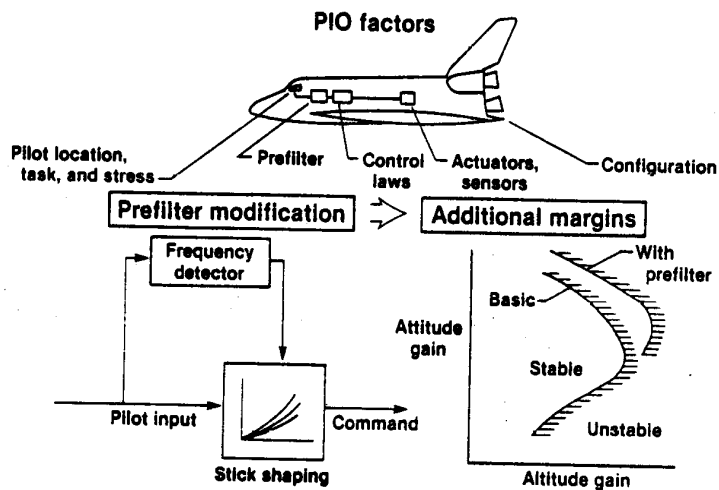 PIO factors
Pilot location,
task, and stress
Prefilter
Control
laws
Actuators,
sensors
Configuration
Prefilter modification
Additional margins
Frequency
detector
Pilot input
Command
Stick shaping
With
prefilter
Basic
Attitude
gain
Stable
Unstable
Altitude gain